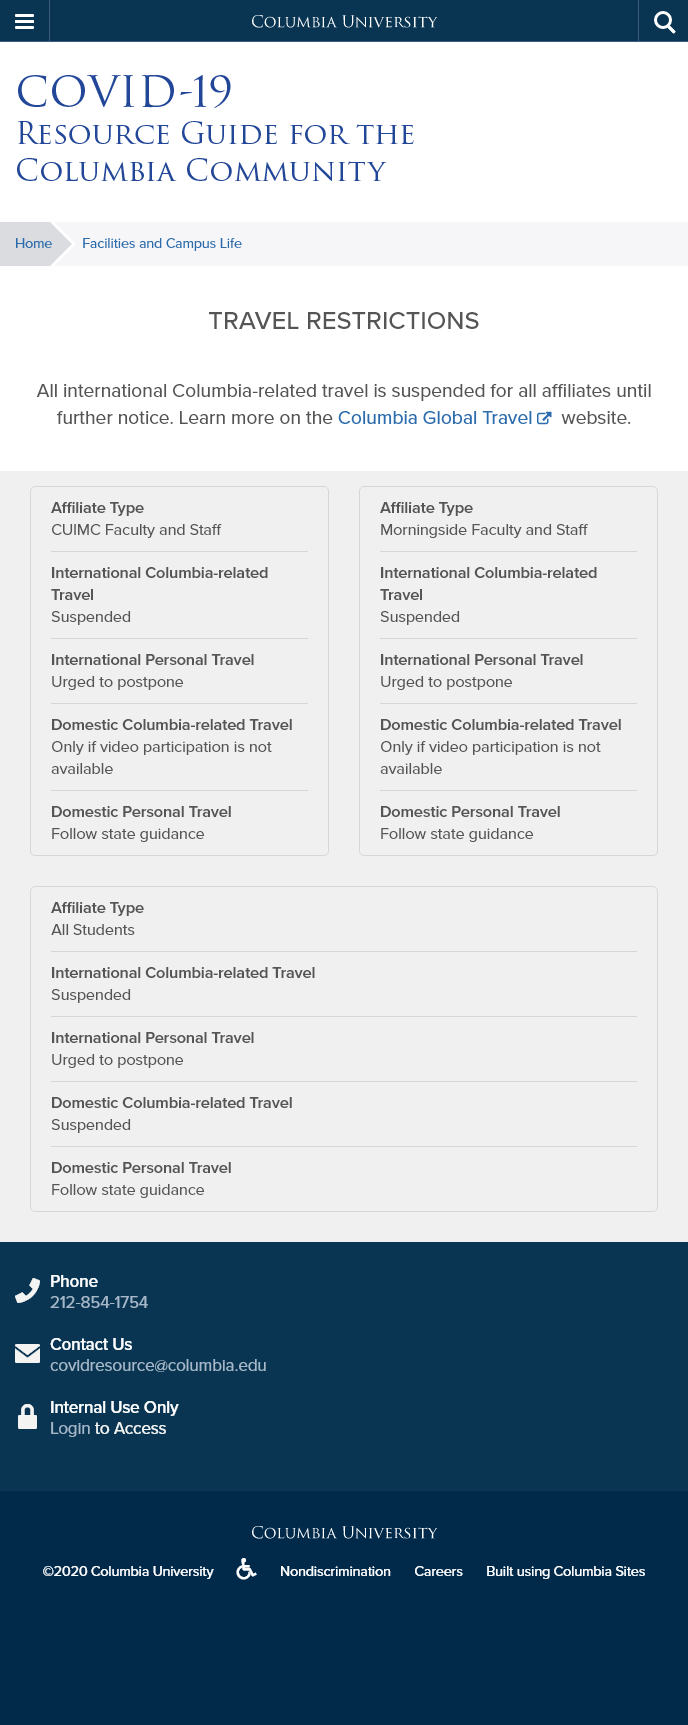 Columbia University
COVID-19
Resource Guide for the
Columbia Community
Home
Facilities and Campus Life
TRAVEL RESTRICTIONS
All international Columbia-related travel is suspended for all affiliates until
further notice. Learn more on the Columbia Global Travel website.
Affiliate Type
CUIMC Faculty and Staff
International Columbia-related
Travel
Suspended
International Personal Travel
Urged to postpone
Domestic Columbia-related Travel
Only if video participation is not
available
Domestic Personal Travel
Follow state guidance
Affiliate Type
Morningside Faculty and Staff
International Columbia-related
Travel
Suspended
International Personal Travel
Urged to postpone
Domestic Columbia-related Travel
Only if video participation is not
available
Domestic Personal Travel
Follow state guidance
Affiliate Type
All Students
International Columbia-related Travel
Suspended
International Personal Travel
Urged to postpone
Domestic Columbia-related Travel
Suspended
Domestic Personal Travel
Follow state guidance
Phone
212-854-1754
Contact Us
covidresource@columbia.edu
Internal Use Only
Login to Access
Columbia University
©2020 Columbia University Nondiscrimination Careers Built using Columbia Sites